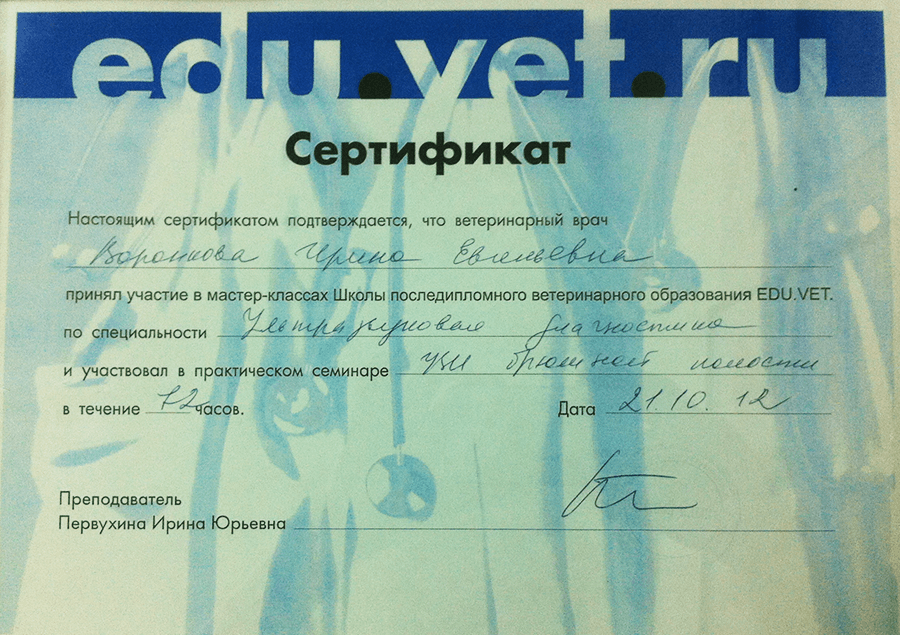 edu.vet.ru
Сертификат
Настоящим сертификатом подтверждается, что ветеринарный врач
Воронкова Ирина Евгеньевна
принял участие в мастер-классах Школы последипломного ветеринарного образования EDU.VET.
по специальности Ультразвуковая диагностика
и участвовал в практическом семинаре УЗИ брюшной полости
в течение 12 часов.
Дата 21.10.12
Преподаватель
Первухина Ирина Юрьевна